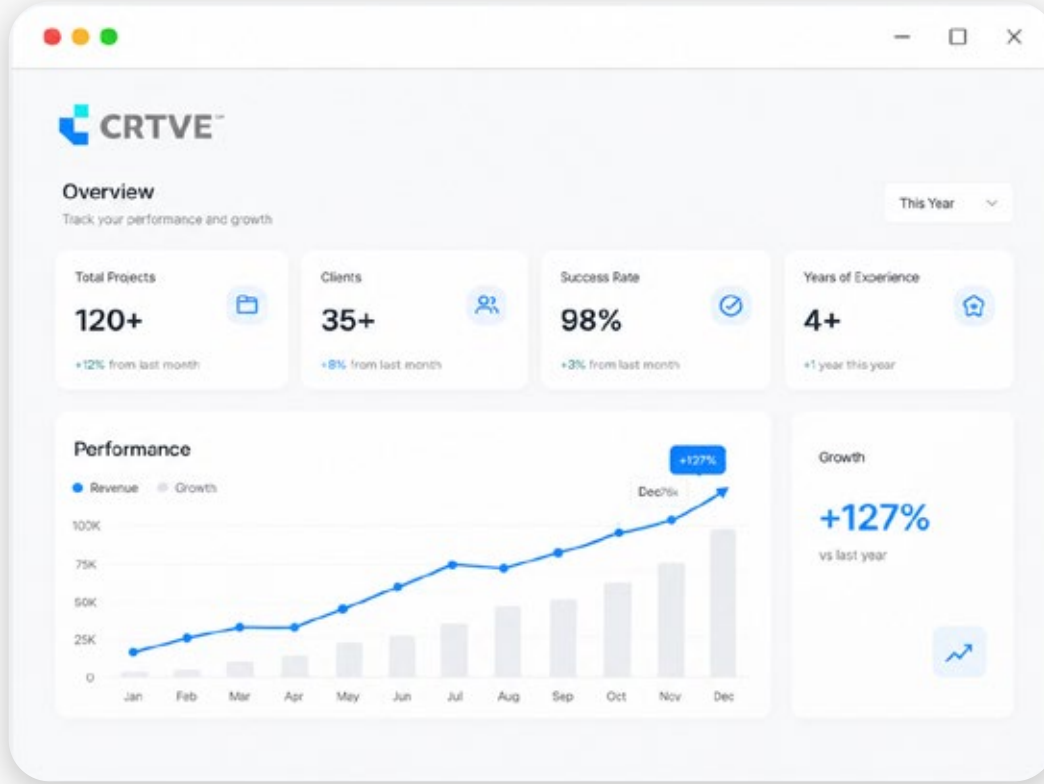 CRTVE
Overview
Track your performance and growth
This Year
Total Projects
120+
+12% from last month
Clients
35+
+8% from last month
Success Rate
98%
+3% from last month
Years of Experience
4+
+1 year this year
Performance
Revenue
Growth
+127%
Dec
100K
75K
50K
25K
0
Jan Feb Mar Apr May Jun Jul Aug Sep Oct Nov Dec
Growth
+127%
vs last year